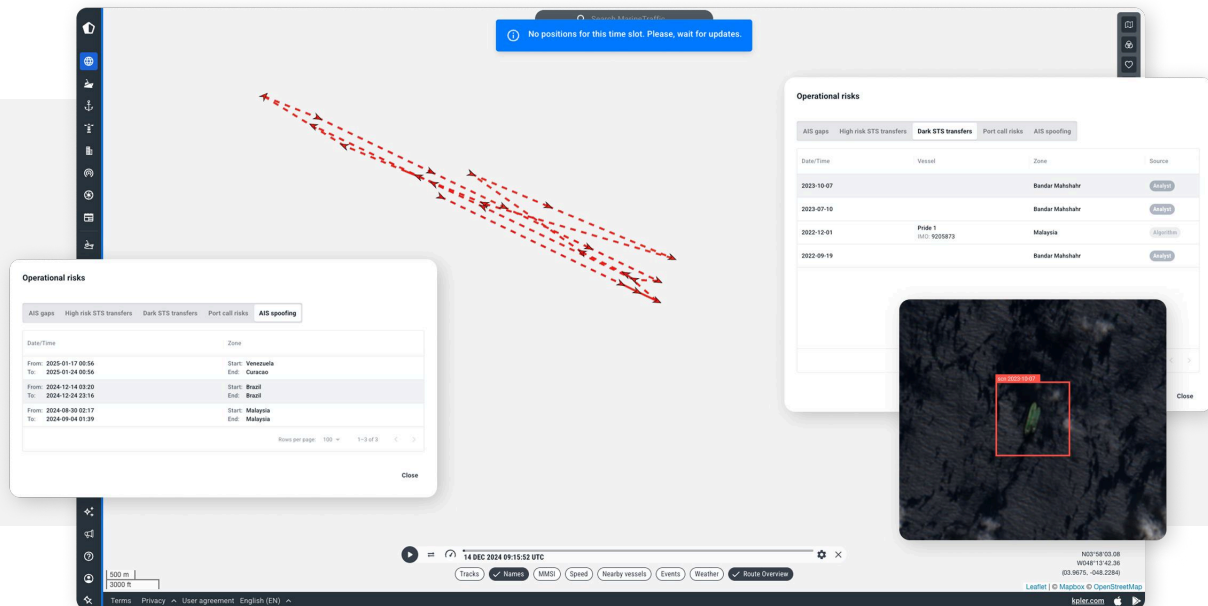 Search MarineTraffic
No positions for this time slot. Please, wait for updates.
Operational risks
AIS gaps High risk STS transfers Dark STS transfers Port call risks AIS spoofing
Date/Time Vessel Zone Source
2023-10-07 Bandar Mahshahr Analyst
2023-07-10 Bandar Mahshahr Analyst
2022-12-01 Pride 1 IMO: 9205873 Malaysia Algorithm
2022-09-19 Bandar Mahshahr Analyst
Close
Operational risks
AIS gaps High risk STS transfers Dark STS transfers Port call risks AIS spoofing
Date/Time Zone
From: 2025-01-17 00:56 Start: Venezuela
To: 2025-01-24 00:56 End: Curacao
From: 2024-12-14 03:20 Start: Brazil
To: 2024-12-24 23:16 End: Brazil
From: 2024-08-30 02:17 Start: Malaysia
To: 2024-09-04 01:39 End: Malaysia
Rows per page: 100 1–3 of 3
Close
2023-10-07
14 DEC 2024 09:15:52 UTC
Tracks Names MMSI Speed Nearby vessels Events Weather Route Overview
500 m
3000 ft
N03°58'03.08
W048°13'42.36
(03.9675, -048.2284)
Leaflet | © Mapbox © OpenStreetMap
Terms Privacy User agreement English (EN) kpler.com